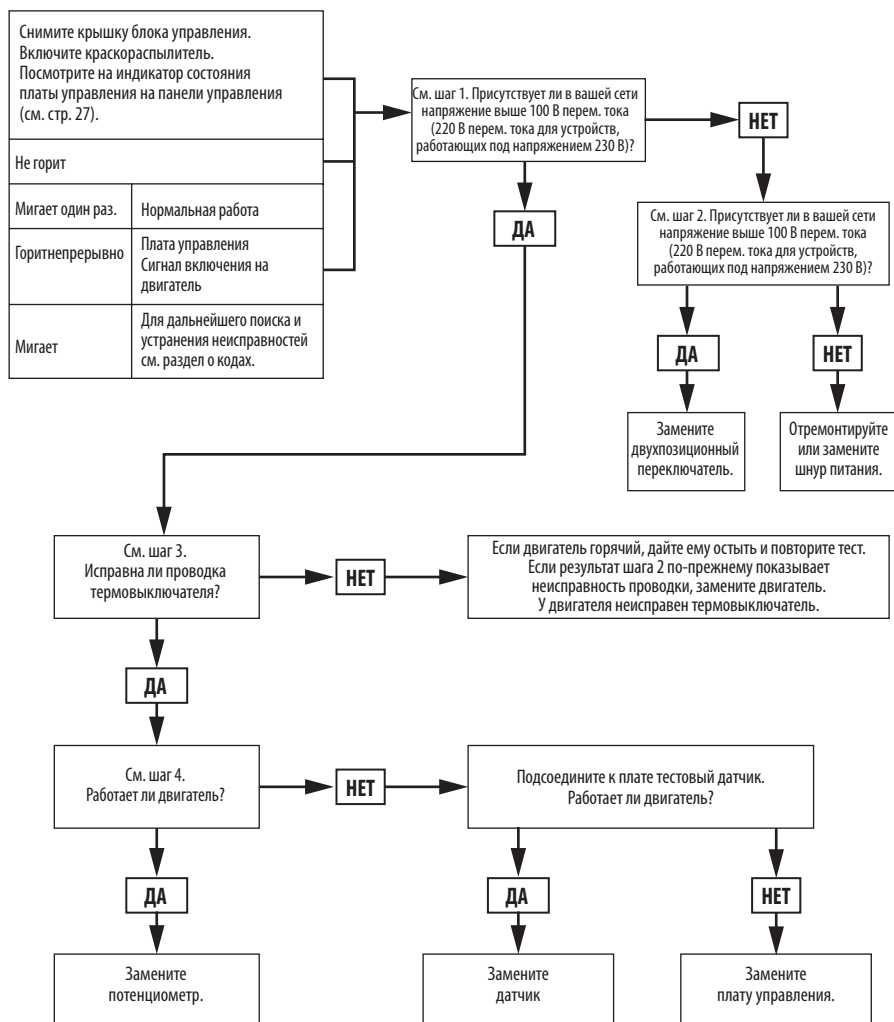 Снимите крышку блока управления.
Включите краскораспылитель.
Посмотрите на индикатор состояния
платы управления на панели управления
(см. стр. 27).
Не горит
Мигает один раз.
Нормальная работа
Горитнепрерывно
Плата управления
Сигнал включения на
двигатель
Мигает
Для дальнейшего поиска и
устранения неисправностей
см. раздел о кодах.
См. шаг 1. Присутствует ли в вашей сети
напряжение выше 100 В перем. тока
(220 В перем. тока для устройств,
работающих под напряжением 230 В)?
НЕТ
ДА
См. шаг 2. Присутствует ли в вашей сети
напряжение выше 100 В перем. тока
(220 В перем. тока для устройств,
работающих под напряжением 230 В)?
ДА
НЕТ
Замените
двухпозиционный
переключатель.
Отремонтируйте
или замените
шнур питания.
См. шаг 3.
Исправна ли проводка
термовыключателя?
НЕТ
Если двигатель горячий, дайте ему остыть и повторите тест.
Если результат шага 2 по-прежнему показывает
неисправность проводки, замените двигатель.
У двигателя неисправен термовыключатель.
ДА
См. шаг 4.
Работает ли двигатель?
НЕТ
Подсоедините к плате тестовый датчик.
Работает ли двигатель?
ДА
ДА
НЕТ
Замените
потенциометр.
Замените
датчик
Замените
плату управления.